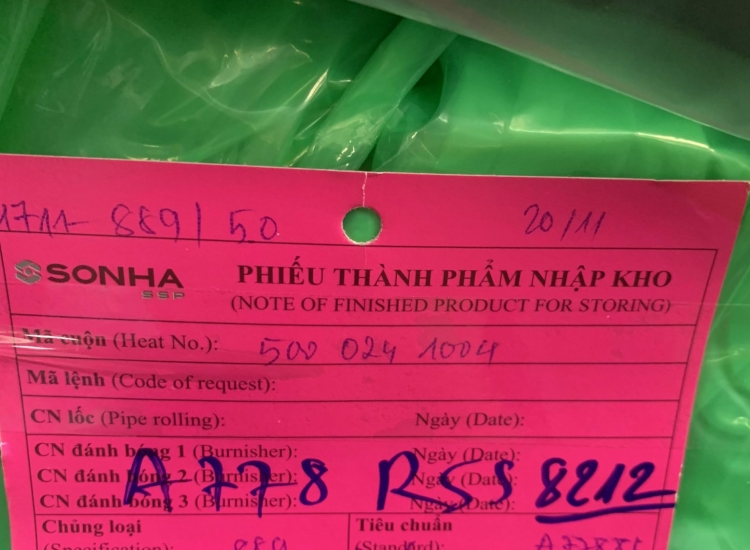 889/50 20/11
SONHA
SSP
PHIẾU THÀNH PHẨM NHẬP KHO
(NOTE OF FINISHED PRODUCT FOR STORING)
Mã cuộn (Heat No.): 500 024 1004
Mã lệnh (Code of request):
CN lốc (Pipe rolling): Ngày (Date):
CN đánh bóng 1 (Burnisher): Ngày (Date):
CN đánh bóng 2 (Burnisher): Ngày (Date):
CN đánh bóng 3 (Burnisher): Ngày (Date):
A778 RSS 8212
Chủng loại Tiêu chuẩn
(Specification): 889 (Standard):